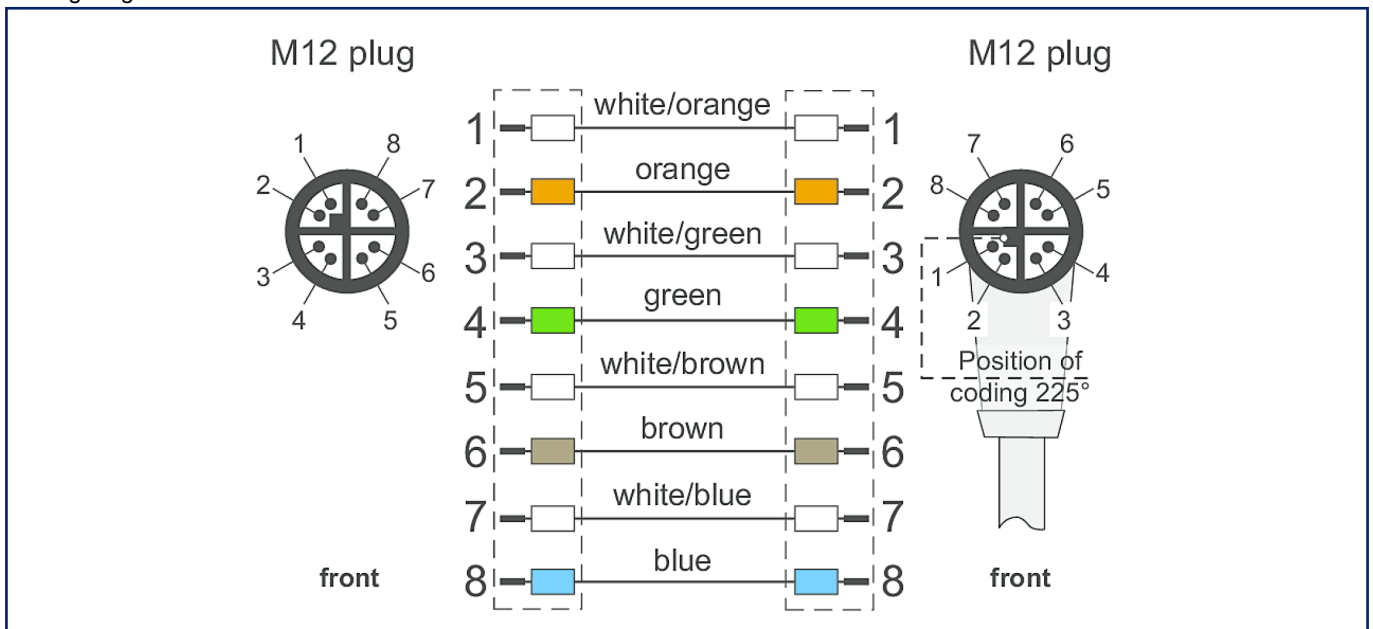 M12 plug
M12 plug
white/orange
1 1
orange
2 2
white/green
3 3
green
4 4
white/brown
5 5
brown
6 6
white/blue
7 7
blue
8 8
1 8
2 7
3 6
4 5
7 6
8 5
1 4
2 3
Position of
coding 225°
front
front